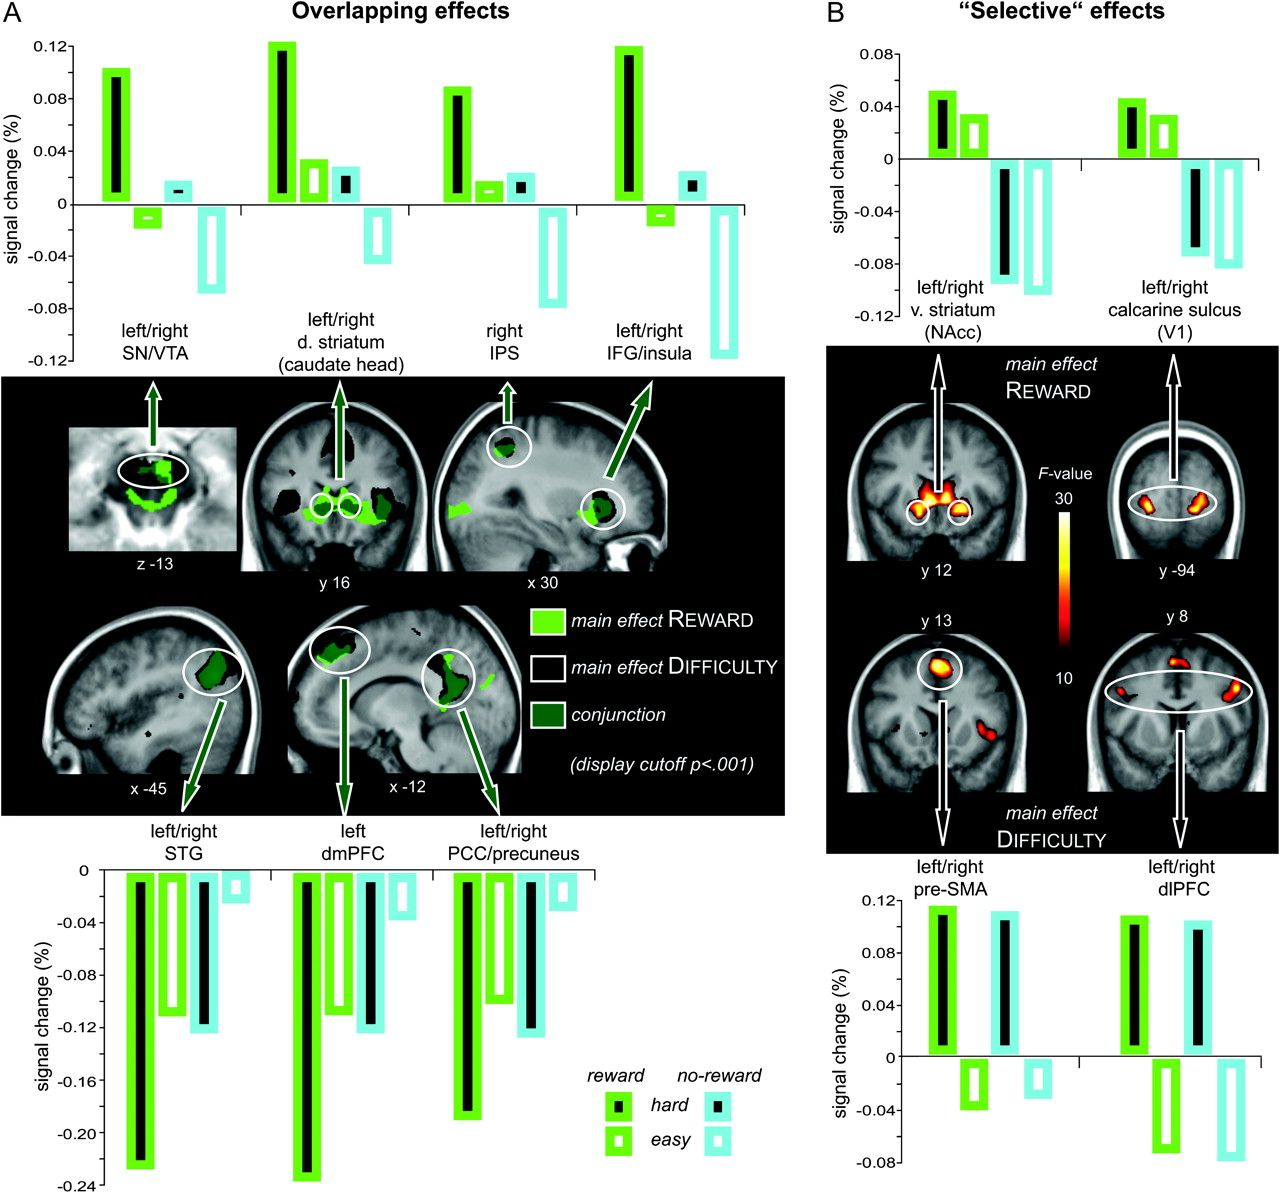 A
Overlapping effects
0.12
0.08
0.04
0
-0.04
-0.08
-0.12
signal change (%)
left/right
SN/VTA
left/right
d. striatum
(caudate head)
right
IPS
left/right
IFG/insula
z -13
y 16
x 30
x -45
x -12
main effect REWARD
main effect DIFFICULTY
conjunction
(display cutoff p<.001)
left/right
STG
left
dmPFC
left/right
PCC/precuneus
0
-0.04
-0.08
-0.12
-0.16
-0.20
-0.24
signal change (%)
reward
no-reward
hard
easy
B
“Selective“ effects
0.08
0.04
0
-0.04
-0.08
-0.12
signal change (%)
left/right
v. striatum
(NAcc)
left/right
calcarine sulcus
(V1)
main effect
REWARD
F-value
30
10
y 12
y -94
y 13
y 8
main effect
DIFFICULTY
left/right
pre-SMA
left/right
dlPFC
0.12
0.08
0.04
0
-0.04
-0.08
signal change (%)